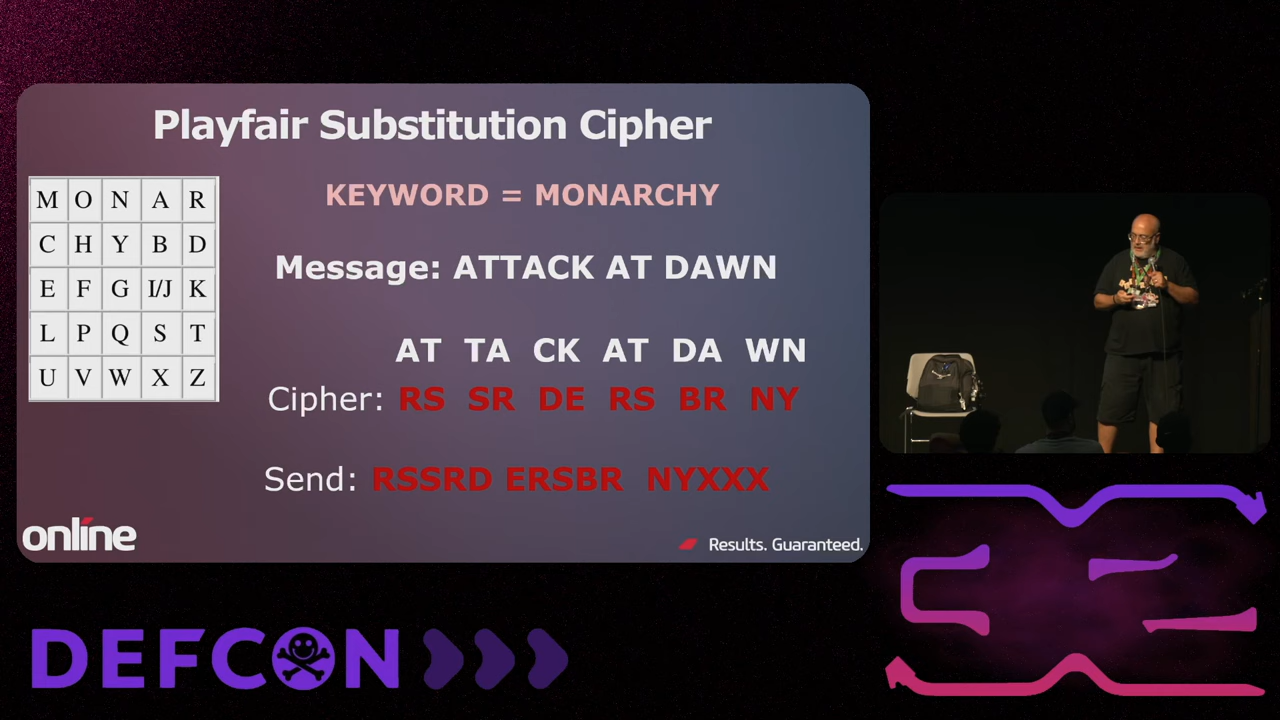 Playfair Substitution Cipher
KEYWORD = MONARCHY
M O N A R
C H Y B D
E F G I/J K
L P Q S T
U V W X Z
Message: ATTACK AT DAWN
AT TA CK AT DA WN
Cipher: RS SR DE RS BR NY
Send: RSSRD ERSBR NYXXX
online
Results. Guaranteed.
DEFCON